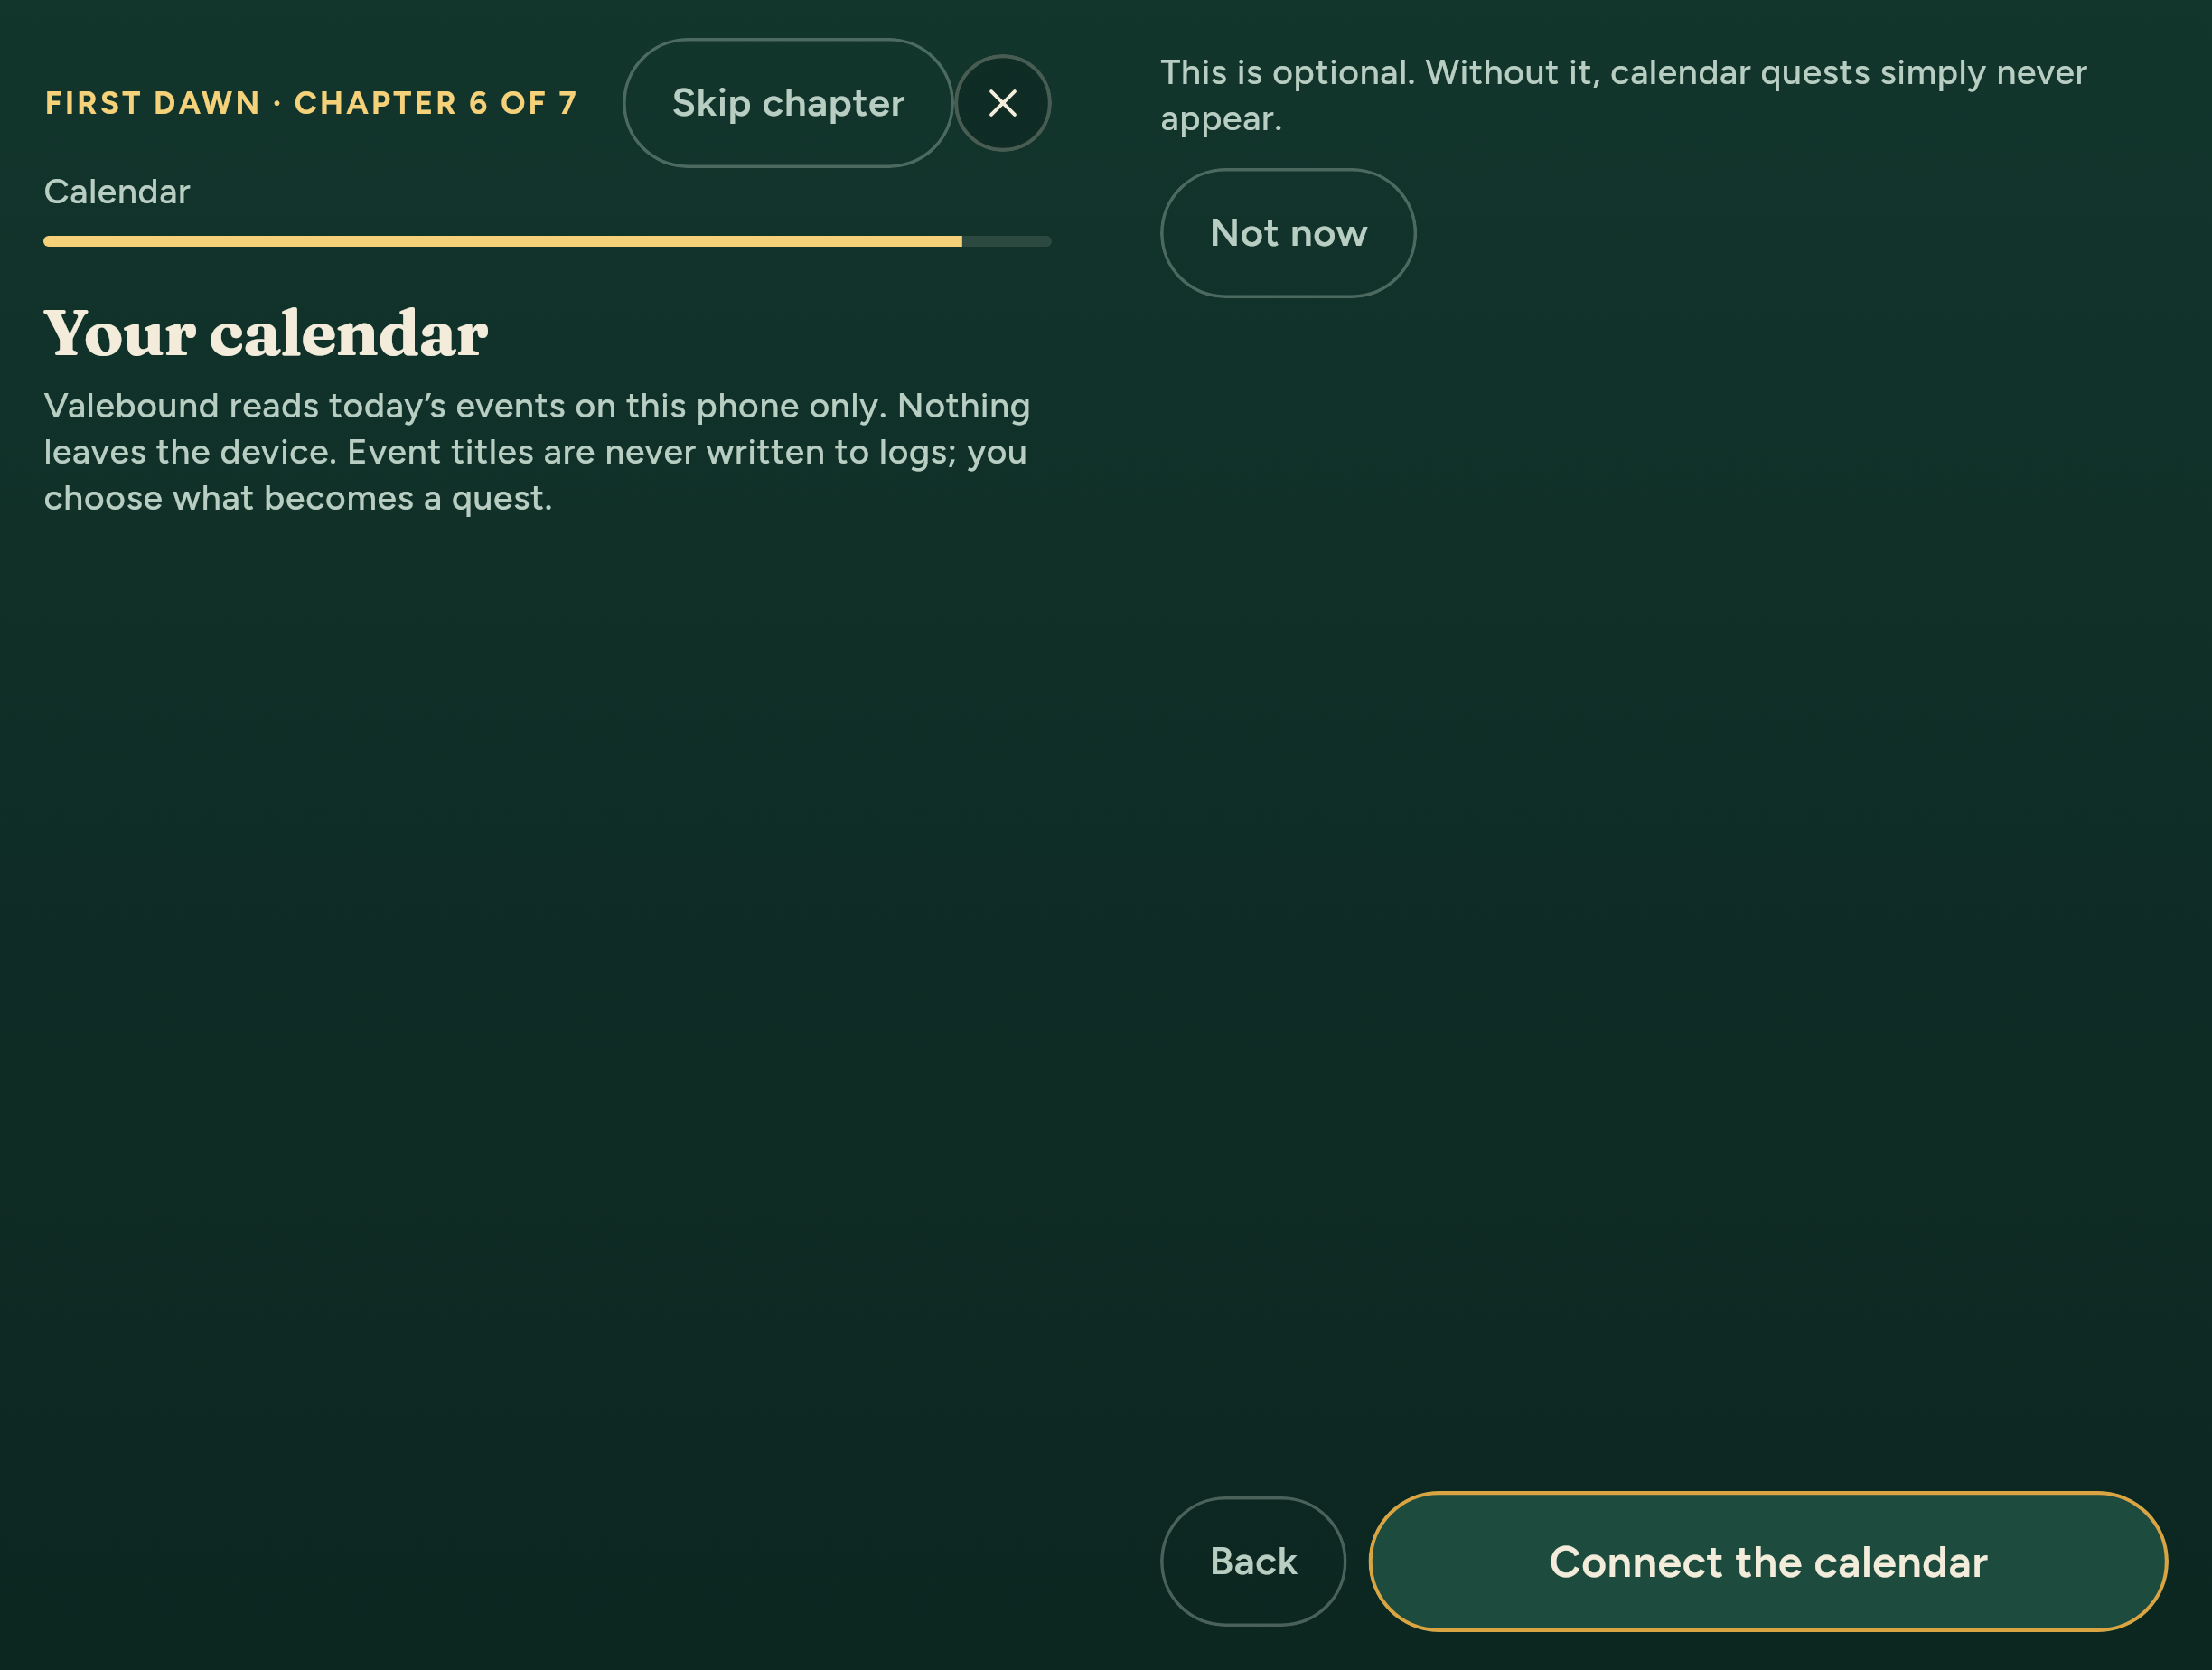 FIRST DAWN · CHAPTER 6 OF 7
Skip chapter
Calendar
Your calendar
Valebound reads today’s events on this phone only. Nothing
leaves the device. Event titles are never written to logs; you
choose what becomes a quest.
This is optional. Without it, calendar quests simply never
appear.
Not now
Back
Connect the calendar